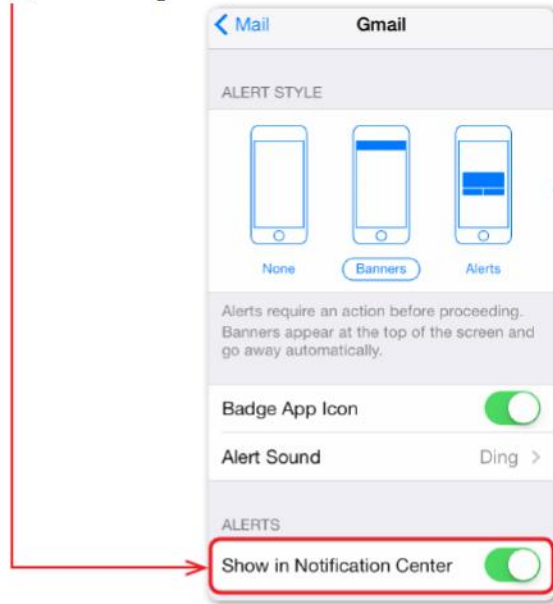 Mail Gmail
ALERT STYLE
None Banners Alerts
Alerts require an action before proceeding.
Banners appear at the top of the screen and
go away automatically.
Badge App Icon
Alert Sound Ding
ALERTS
Show in Notification Center